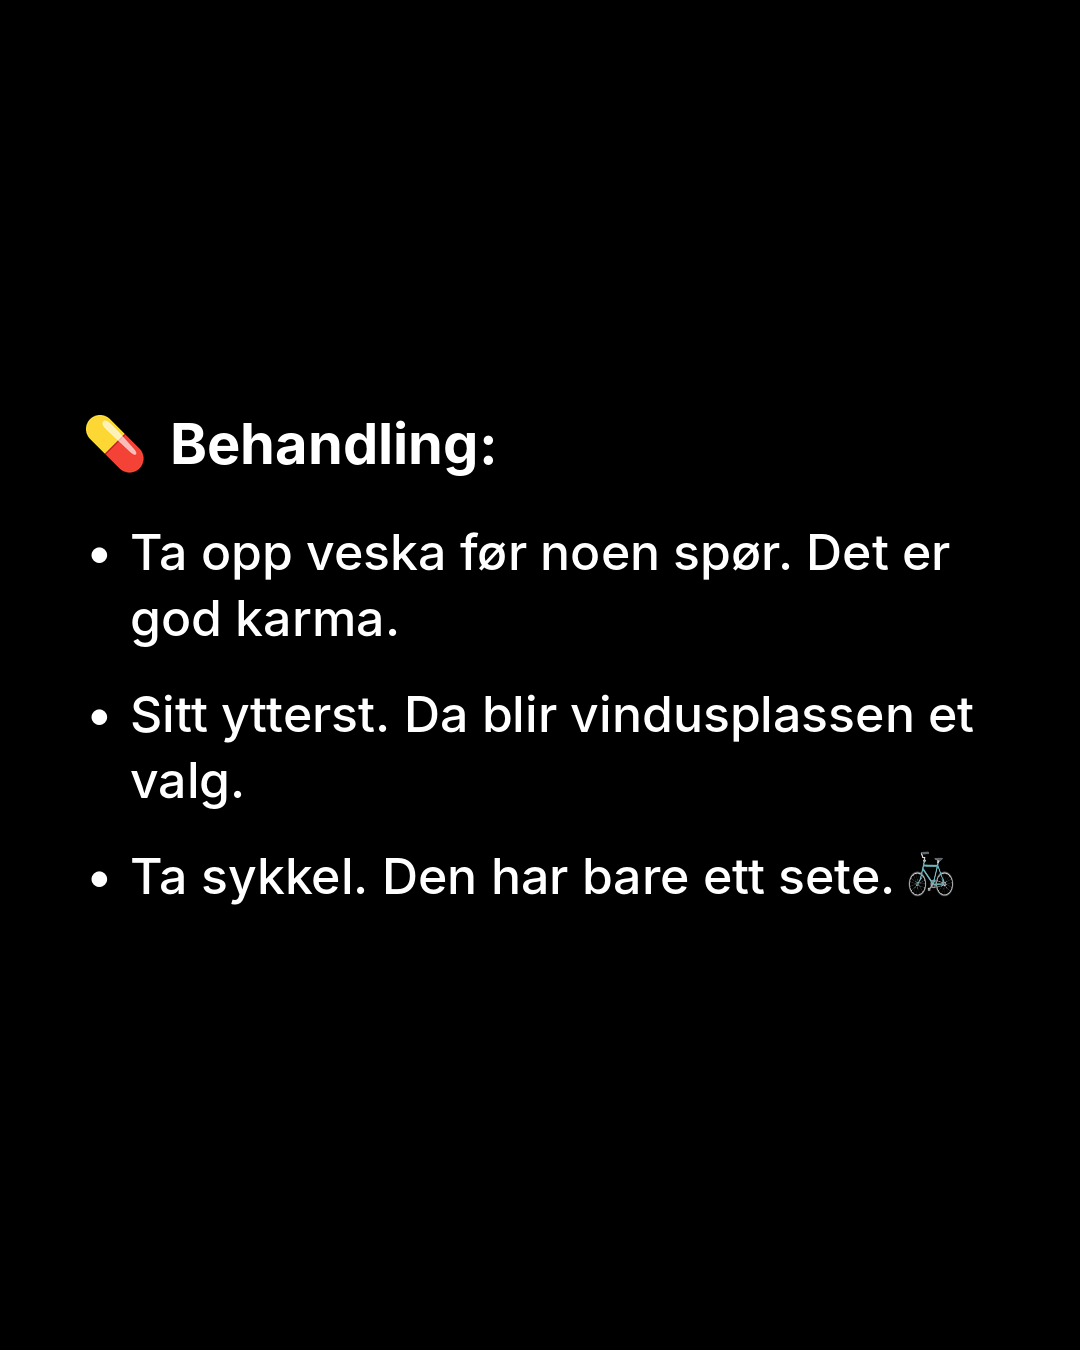 💊 Behandling:
• Ta opp veska før noen spør. Det er
god karma.
• Sitt ytterst. Da blir vindusplassen et
valg.
• Ta sykkel. Den har bare ett sete. 🚲